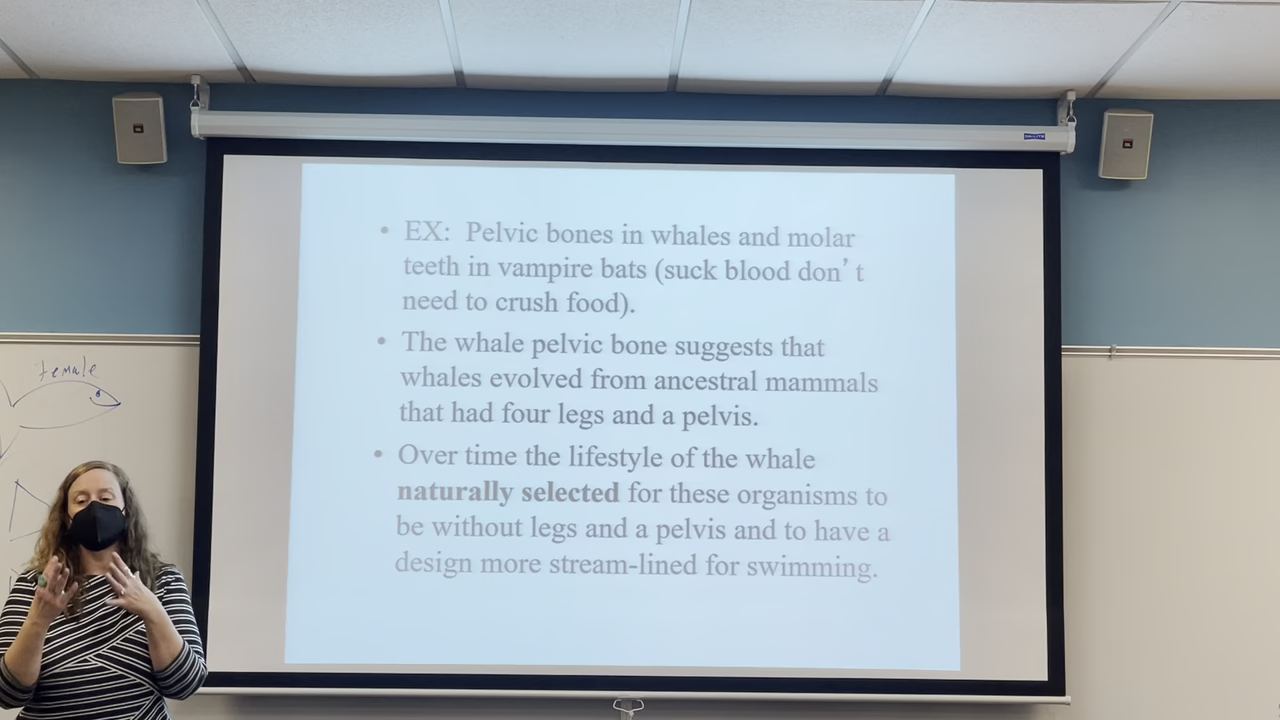 • EX: Pelvic bones in whales and molar
teeth in vampire bats (suck blood don’ t
need to crush food).
• The whale pelvic bone suggests that
whales evolved from ancestral mammals
that had four legs and a pelvis.
• Over time the lifestyle of the whale
naturally selected for these organisms to
be without legs and a pelvis and to have a
design more stream-lined for swimming.
Female